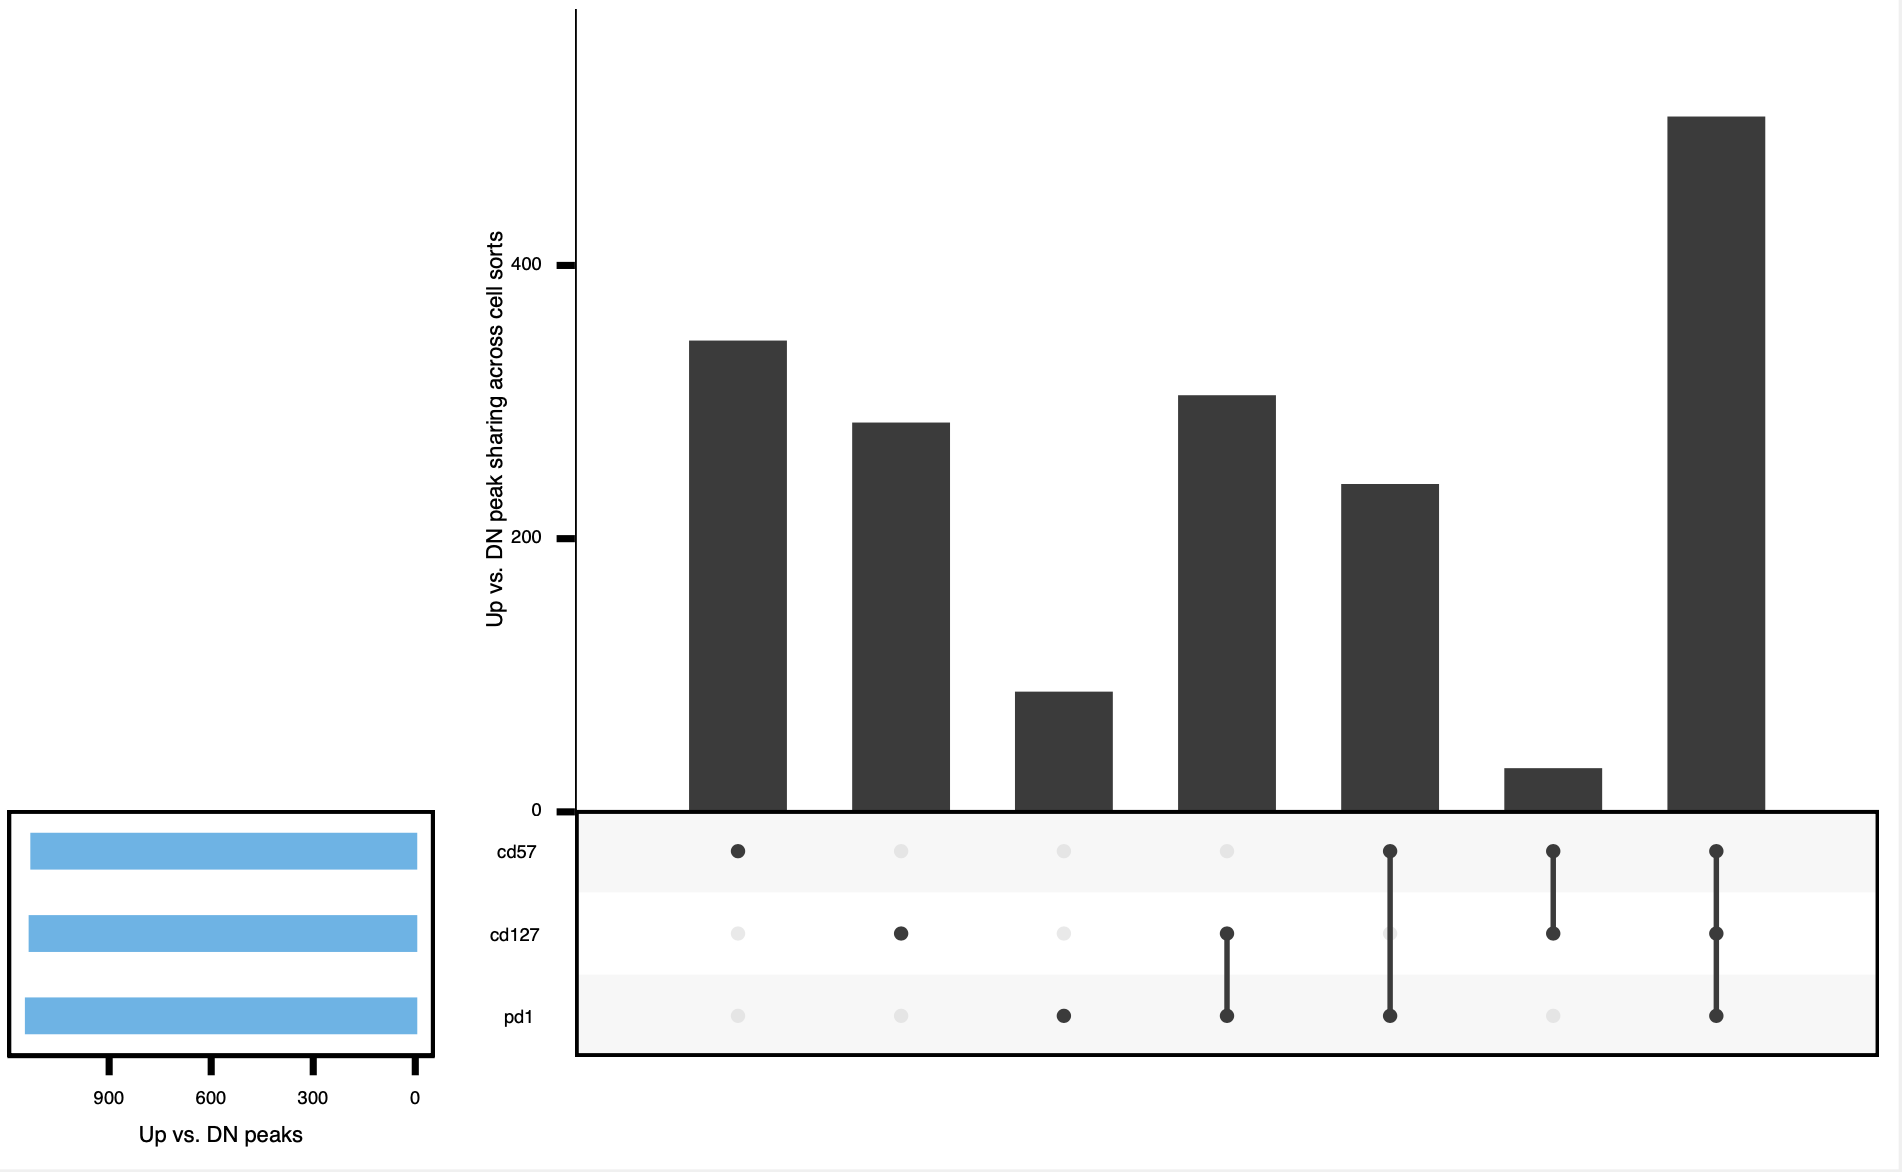 Up vs. DN peak sharing across cell sorts
400
200
0
cd57
cd127
pd1
900 600 300 0
Up vs. DN peaks